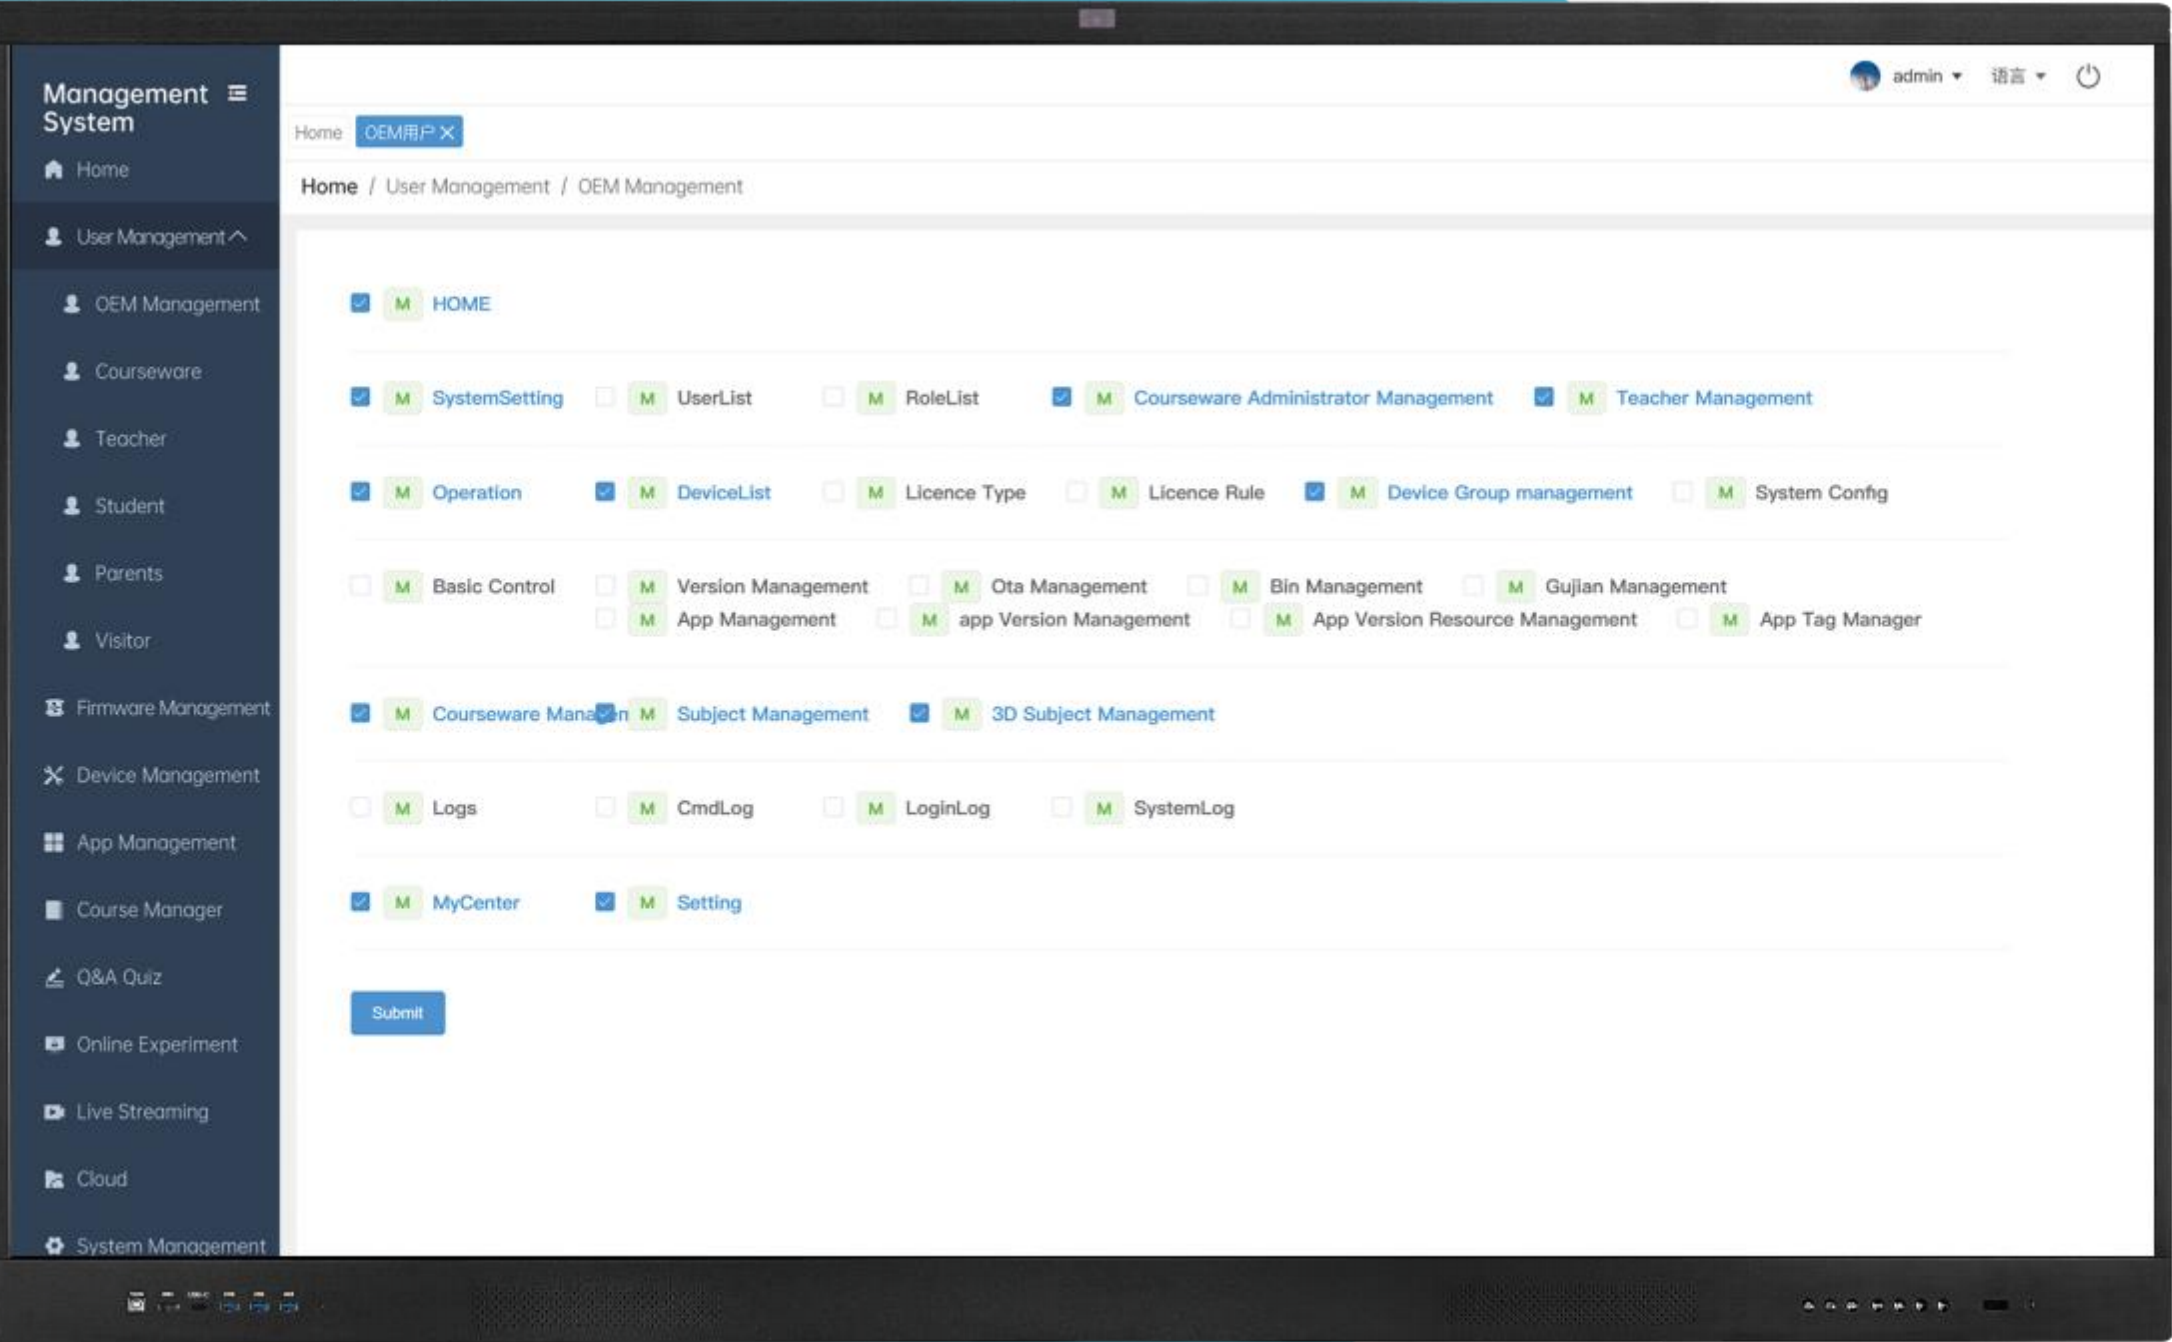 Management
System
Home
User Management
OEM Management
Courseware
Teacher
Student
Parents
Visitor
Firmware Management
Device Management
App Management
Course Manager
Q&A Quiz
Online Experiment
Live Streaming
Cloud
System Management
admin 语言
Home OEM用户
Home / User Management / OEM Management
M HOME
M SystemSetting M UserList M RoleList M Courseware Administrator Management M Teacher Management
M Operation M DeviceList M Licence Type M Licence Rule M Device Group management M System Config
M Basic Control M Version Management M Ota Management M Bin Management M Gujian Management
M App Management M app Version Management M App Version Resource Management M App Tag Manager
M Courseware M Subject Management M 3D Subject Management
M Logs M CmdLog M LoginLog M SystemLog
M MyCenter M Setting
Submit